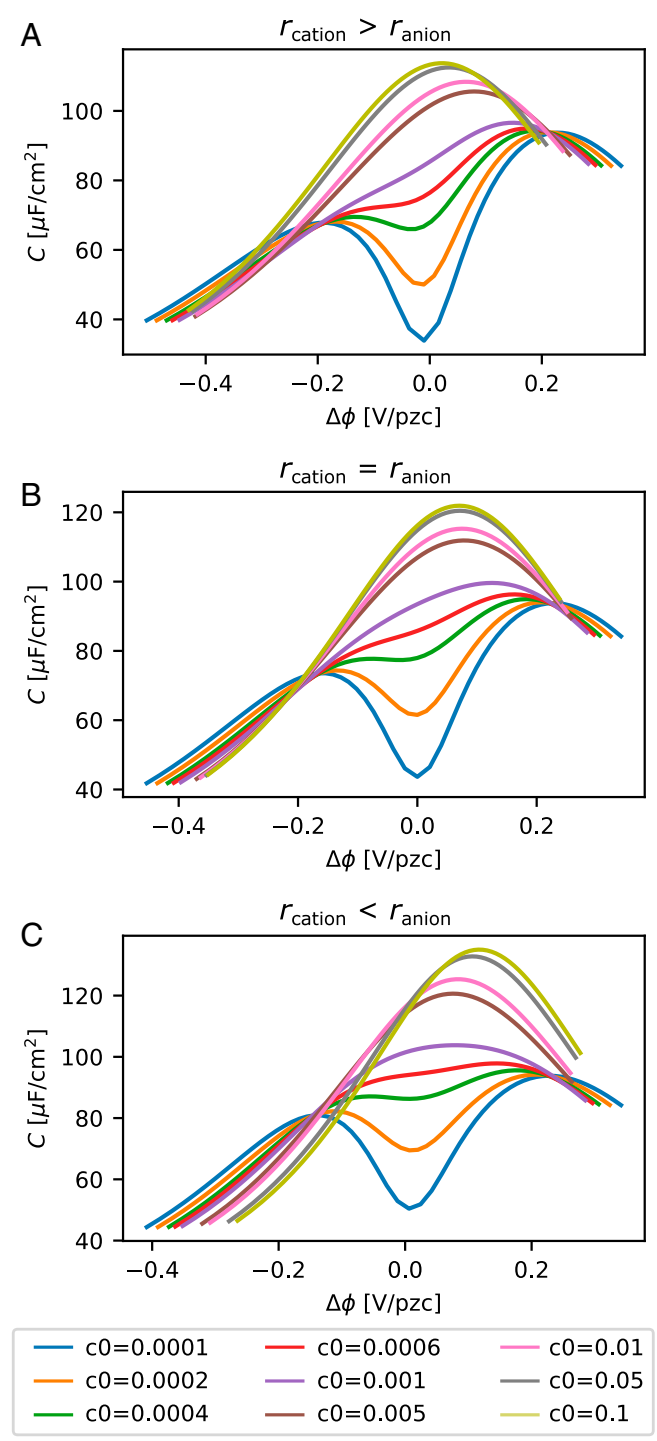 A
r_cation > r_anion
C [μF/cm²]
100
80
60
40
−0.4
−0.2
0.0
0.2
Δϕ [V/pzc]
B
r_cation = r_anion
C [μF/cm²]
120
100
80
60
40
−0.4
−0.2
0.0
0.2
Δϕ [V/pzc]
C
r_cation < r_anion
C [μF/cm²]
120
100
80
60
40
−0.4
−0.2
0.0
0.2
Δϕ [V/pzc]
c0=0.0001
c0=0.0006
c0=0.01
c0=0.0002
c0=0.001
c0=0.05
c0=0.0004
c0=0.005
c0=0.1